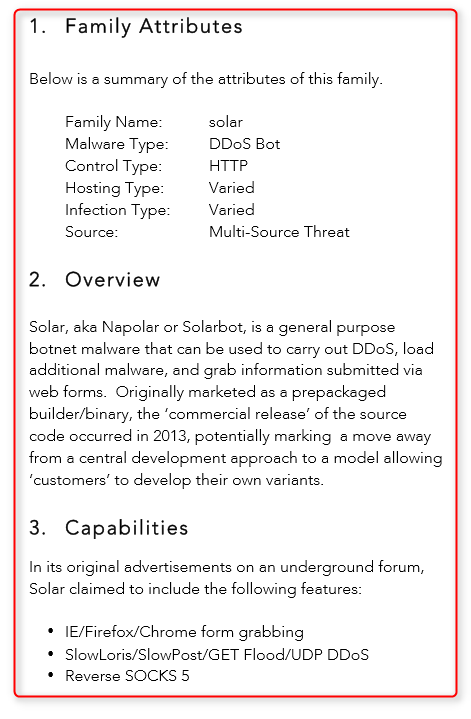 1. Family Attributes
Below is a summary of the attributes of this family.
Family Name: solar
Malware Type: DDoS Bot
Control Type: HTTP
Hosting Type: Varied
Infection Type: Varied
Source: Multi-Source Threat
2. Overview
Solar, aka Napolar or Solarbot, is a general purpose
botnet malware that can be used to carry out DDoS, load
additional malware, and grab information submitted via
web forms.  Originally marketed as a prepackaged
builder/binary, the ‘commercial release’ of the source
code occurred in 2013, potentially marking  a move away
from a central development approach to a model allowing
‘customers’ to develop their own variants.
3. Capabilities
In its original advertisements on an underground forum,
Solar claimed to include the following features:
• IE/Firefox/Chrome form grabbing
• SlowLoris/SlowPost/GET Flood/UDP DDoS
• Reverse SOCKS 5